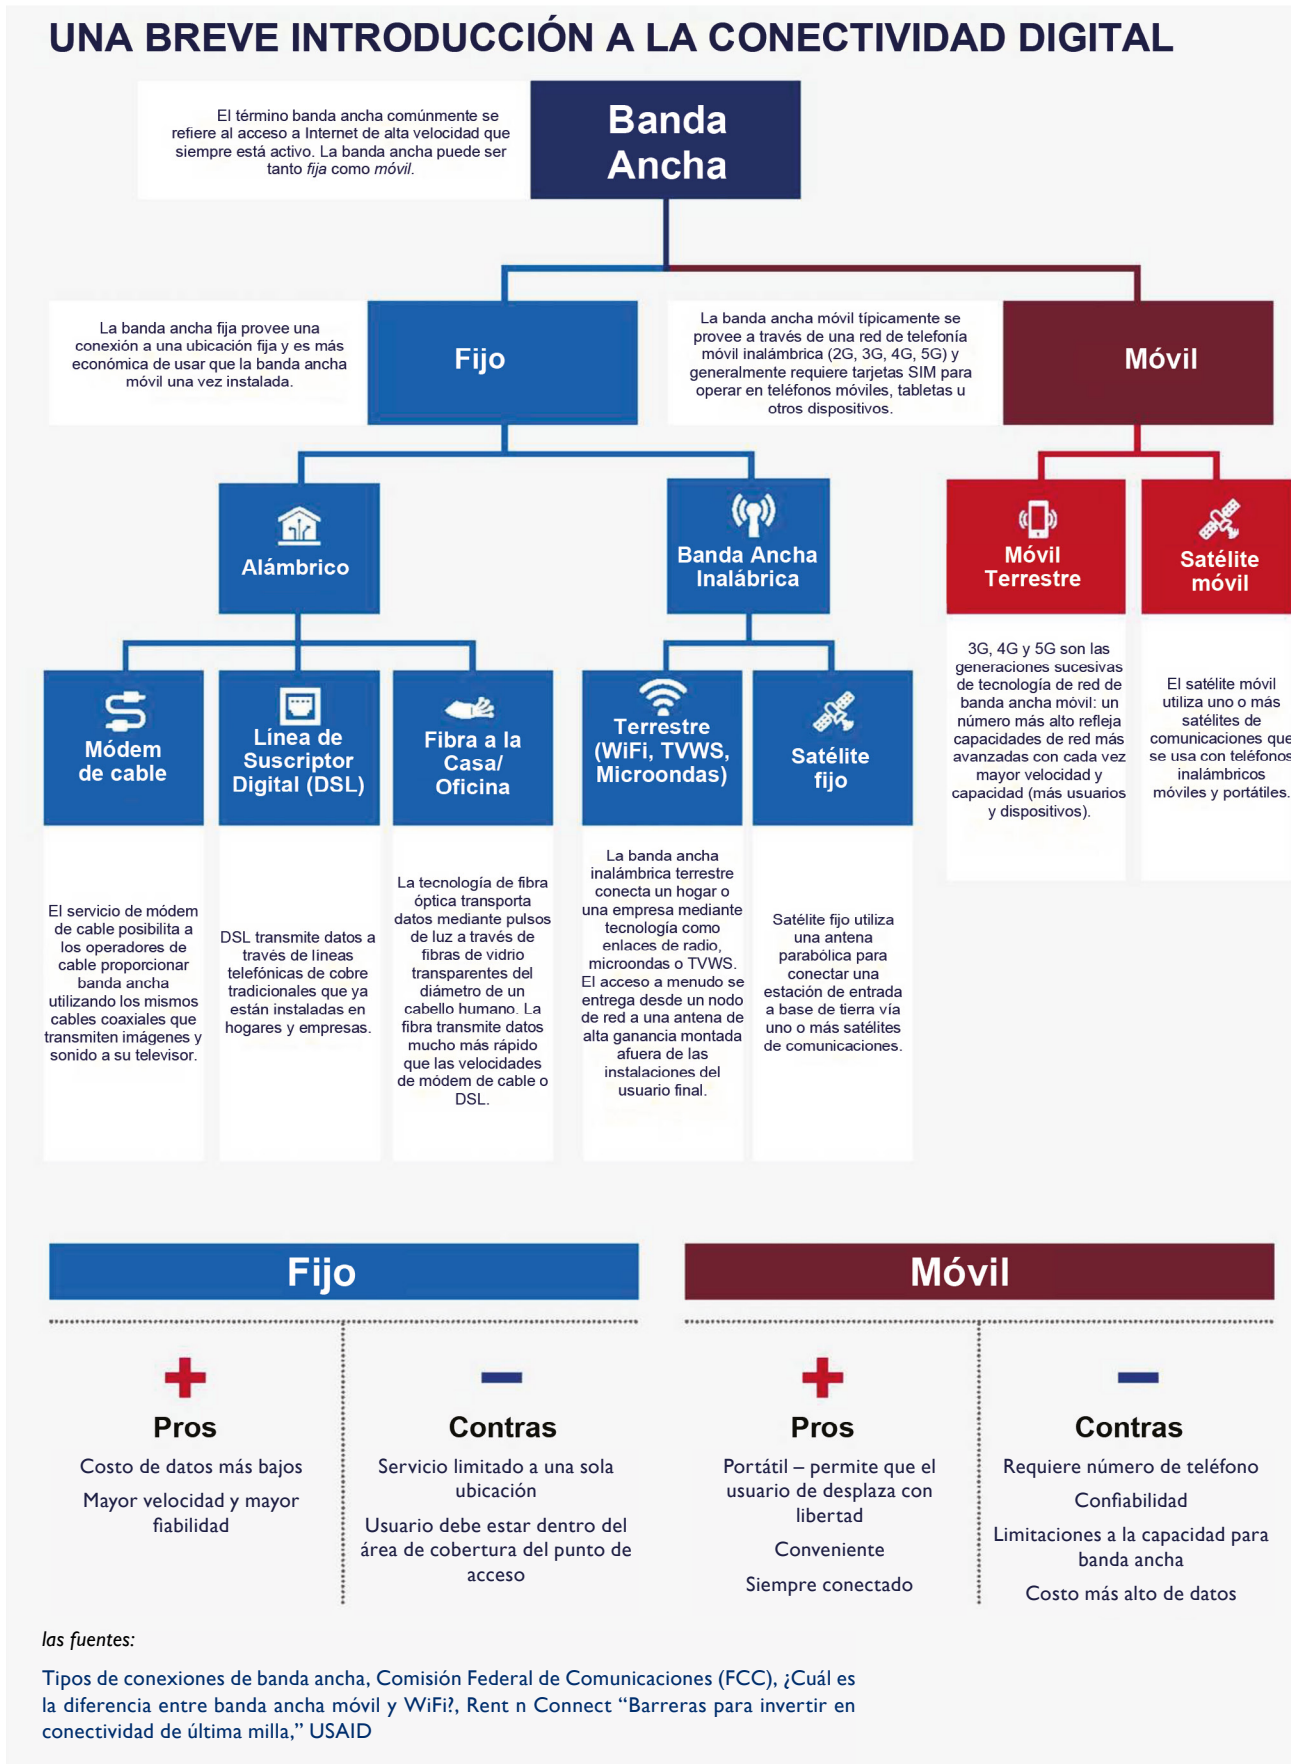 UNA BREVE INTRODUCCIÓN A LA CONECTIVIDAD DIGITAL
El término banda ancha comúnmente se
refiere al acceso a Internet de alta velocidad que
siempre está activo. La banda ancha puede ser
tanto fija como móvil.
Banda
Ancha
La banda ancha fija provee una
conexión a una ubicación fija y es más
económica de usar que la banda ancha
móvil una vez instalada.
Fijo
La banda ancha móvil típicamente se
provee a través de una red de telefonía
móvil inalámbrica (2G, 3G, 4G, 5G) y
generalmente requiere tarjetas SIM para
operar en teléfonos móviles, tabletas u
otros dispositivos.
Móvil
Alámbrico
Banda Ancha
Inalábrica
Móvil
Terrestre
Satélite
móvil
3G, 4G y 5G son las
generaciones sucesivas
de tecnología de red de
banda ancha móvil: un
número más alto refleja
capacidades de red más
avanzadas con cada vez
mayor velocidad y
capacidad (más usuarios
y dispositivos).
El satélite móvil
utiliza uno o más
satélites de
comunicaciones que
se usa con teléfonos
inalámbricos
móviles y portátiles.
Módem
de cable
Línea de
Suscriptor
Digital (DSL)
Fibra a la
Casa/
Oficina
Terrestre
(WiFi, TVWS,
Microondas)
Satélite
fijo
El servicio de módem
de cable posibilita a
los operadores de
cable proporcionar
banda ancha
utilizando los mismos
cables coaxiales que
transmiten imágenes y
sonido a su televisor.
DSL transmite datos a
través de líneas
telefónicas de cobre
tradicionales que ya
están instaladas en
hogares y empresas.
La tecnología de fibra
óptica transporta
datos mediante pulsos
de luz a través de
fibras de vidrio
transparentes del
diámetro de un
cabello humano. La
fibra transmite datos
mucho más rápido
que las velocidades
de módem de cable o
DSL.
La banda ancha
inalámbrica terrestre
conecta un hogar o
una empresa mediante
tecnología como
enlaces de radio,
microondas o TVWS.
El acceso a menudo se
entrega desde un nodo
de red a una antena de
alta ganancia montada
afuera de las
instalaciones del
usuario final.
Satélite fijo utiliza
una antena
parabólica para
conectar una
estación de entrada
a base de tierra vía
uno o más satélites
de comunicaciones.
Fijo
Pros
Costo de datos más bajos
Mayor velocidad y mayor
fiabilidad
Contras
Servicio limitado a una sola
ubicación
Usuario debe estar dentro del
área de cobertura del punto de
acceso
Móvil
Pros
Portátil – permite que el
usuario de desplaza con
libertad
Conveniente
Siempre conectado
Contras
Requiere número de teléfono
Confiabilidad
Limitaciones a la capacidad para
banda ancha
Costo más alto de datos
las fuentes:
Tipos de conexiones de banda ancha, Comisión Federal de Comunicaciones (FCC), ¿Cuál es
la diferencia entre banda ancha móvil y WiFi?, Rent n Connect “Barreras para invertir en
conectividad de última milla,” USAID